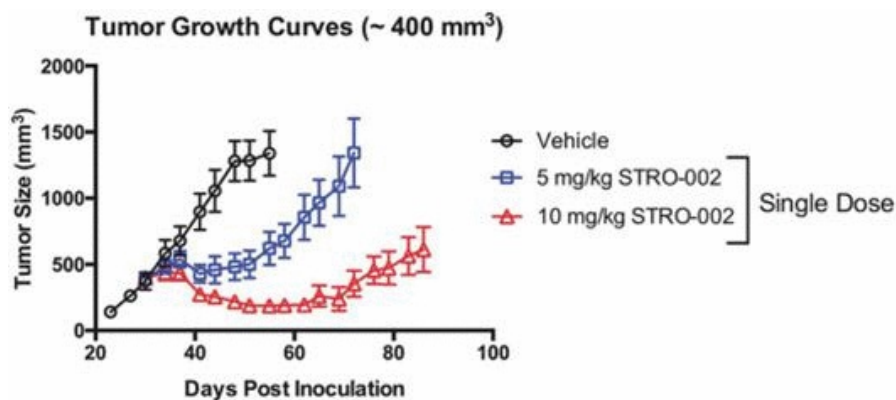 Tumor Growth Curves (~ 400 mm³)
2000
1500
1000
500
0
Tumor Size (mm³)
20
40
60
80
100
Days Post Inoculation
Vehicle
5 mg/kg STRO-002
10 mg/kg STRO-002
Single Dose